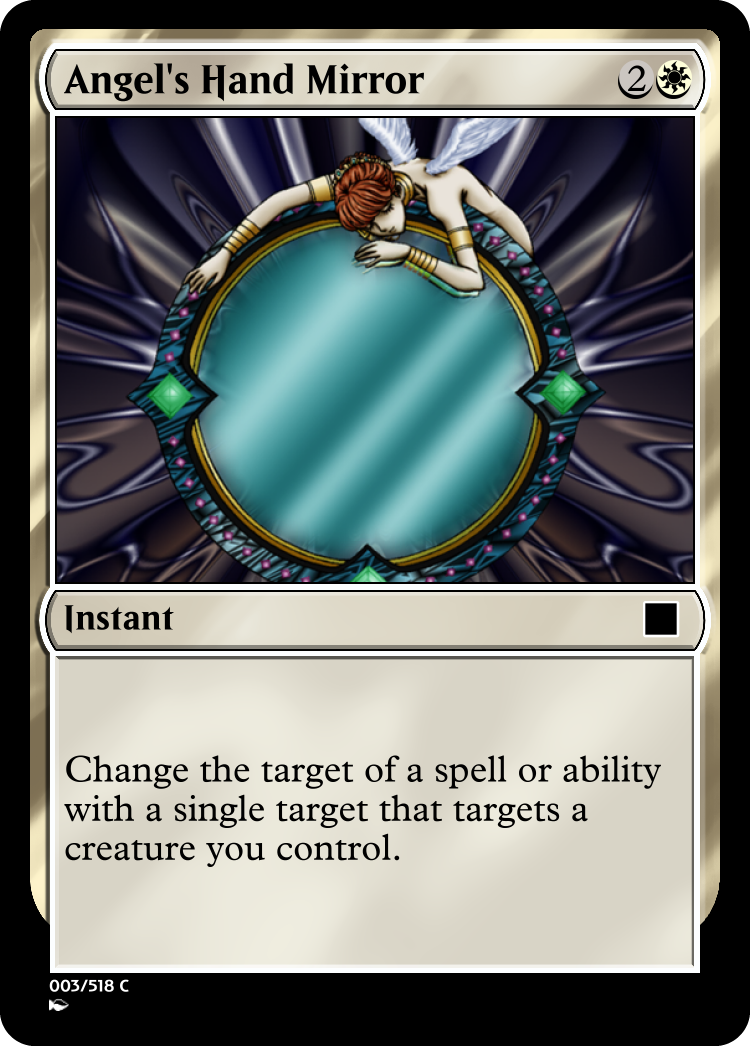 Angel's Hand Mirror 2
Instant
Change the target of a spell or ability
with a single target that targets a
creature you control.
003/518 C